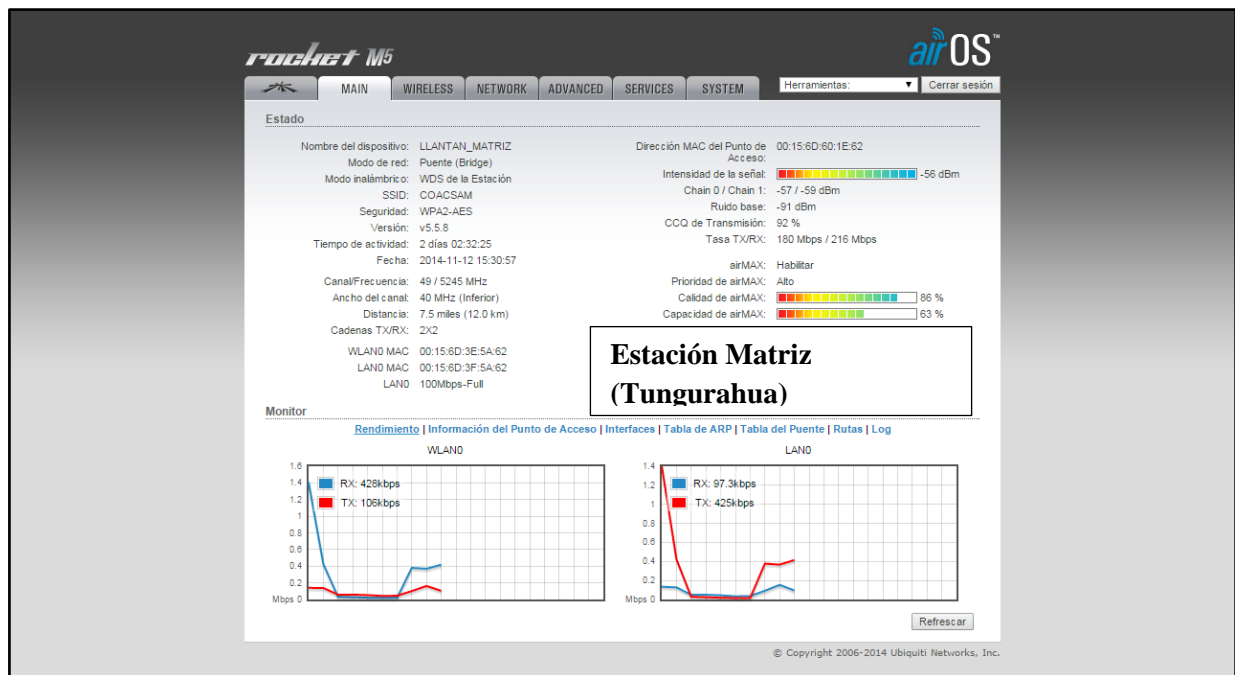 rocket M5
airOS™
MAIN WIRELESS NETWORK ADVANCED SERVICES SYSTEM Herramientas: Cerrar sesión
Estado
Nombre del dispositivo: LLANTAN_MATRIZ
Modo de red: Puente (Bridge)
Modo inalámbrico: WDS de la Estación
SSID: COACSAM
Seguridad: WPA2-AES
Versión: v5.5.8
Tiempo de actividad: 2 días 02:32:25
Fecha: 2014-11-12 15:30:57
Canal/Frecuencia: 49 / 5245 MHz
Ancho del canal: 40 MHz (Inferior)
Distancia: 7.5 miles (12.0 km)
Cadenas TX/RX: 2X2
WLAN0 MAC 00:15:6D:3E:5A:62
LAN0 MAC 00:15:6D:3F:5A:62
LAN0 100Mbps-Full
Dirección MAC del Punto de
Acceso: 00:15:6D:60:1E:62
Intensidad de la señal: -56 dBm
Chain 0 / Chain 1: -57 / -59 dBm
Ruido base: -91 dBm
CCQ de Transmisión: 92 %
Tasa TX/RX: 180 Mbps / 216 Mbps
airMAX: Habilitar
Prioridad de airMAX: Alto
Calidad de airMAX: 86 %
Capacidad de airMAX: 63 %
Estación Matriz
(Tungurahua)
Monitor
Rendimiento | Información del Punto de Acceso | Interfaces | Tabla de ARP | Tabla del Puente | Rutas | Log
WLAN0
1.6
1.4
1.2
1
0.8
0.6
0.4
0.2
Mbps 0
RX: 428kbps
TX: 106kbps
LAN0
1.4
1.2
1
0.8
0.6
0.4
0.2
Mbps 0
RX: 97.3kbps
TX: 425kbps
Refrescar
© Copyright 2006-2014 Ubiquiti Networks, Inc.